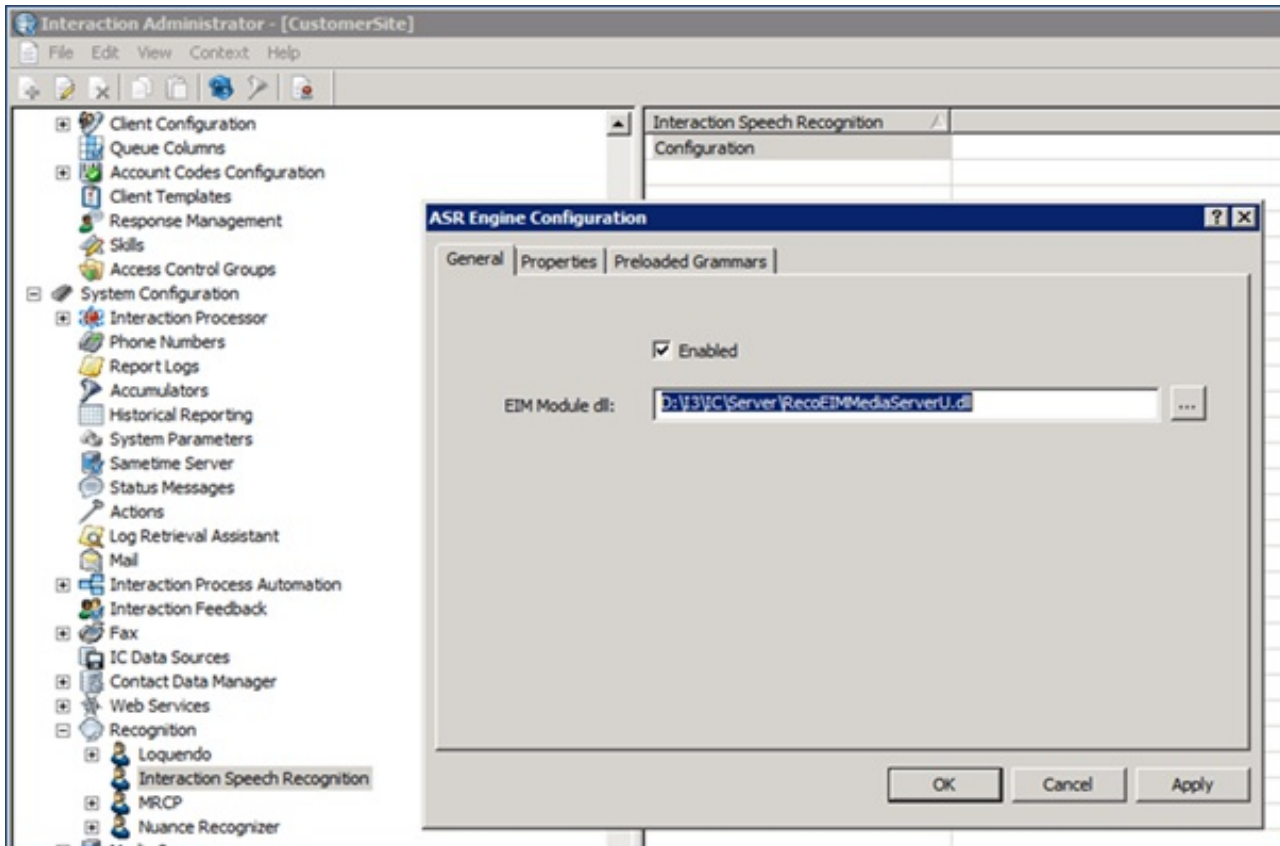 Interaction Administrator - [CustomerSite]
File Edit View Context Help
Client Configuration
Queue Columns
Account Codes Configuration
Client Templates
Response Management
Skills
Access Control Groups
System Configuration
Interaction Processor
Phone Numbers
Report Logs
Accumulators
Historical Reporting
System Parameters
Sametime Server
Status Messages
Actions
Log Retrieval Assistant
Mail
Interaction Process Automation
Interaction Feedback
Fax
IC Data Sources
Contact Data Manager
Web Services
Recognition
Loquendo
Interaction Speech Recognition
MRCP
Nuance Recognizer
Interaction Speech Recognition
Configuration
ASR Engine Configuration
General Properties Preloaded Grammars
Enabled
EIM Module dll: D:\I3\IC\Server\RecoEIMMediaServerU.dll ...
OK Cancel Apply